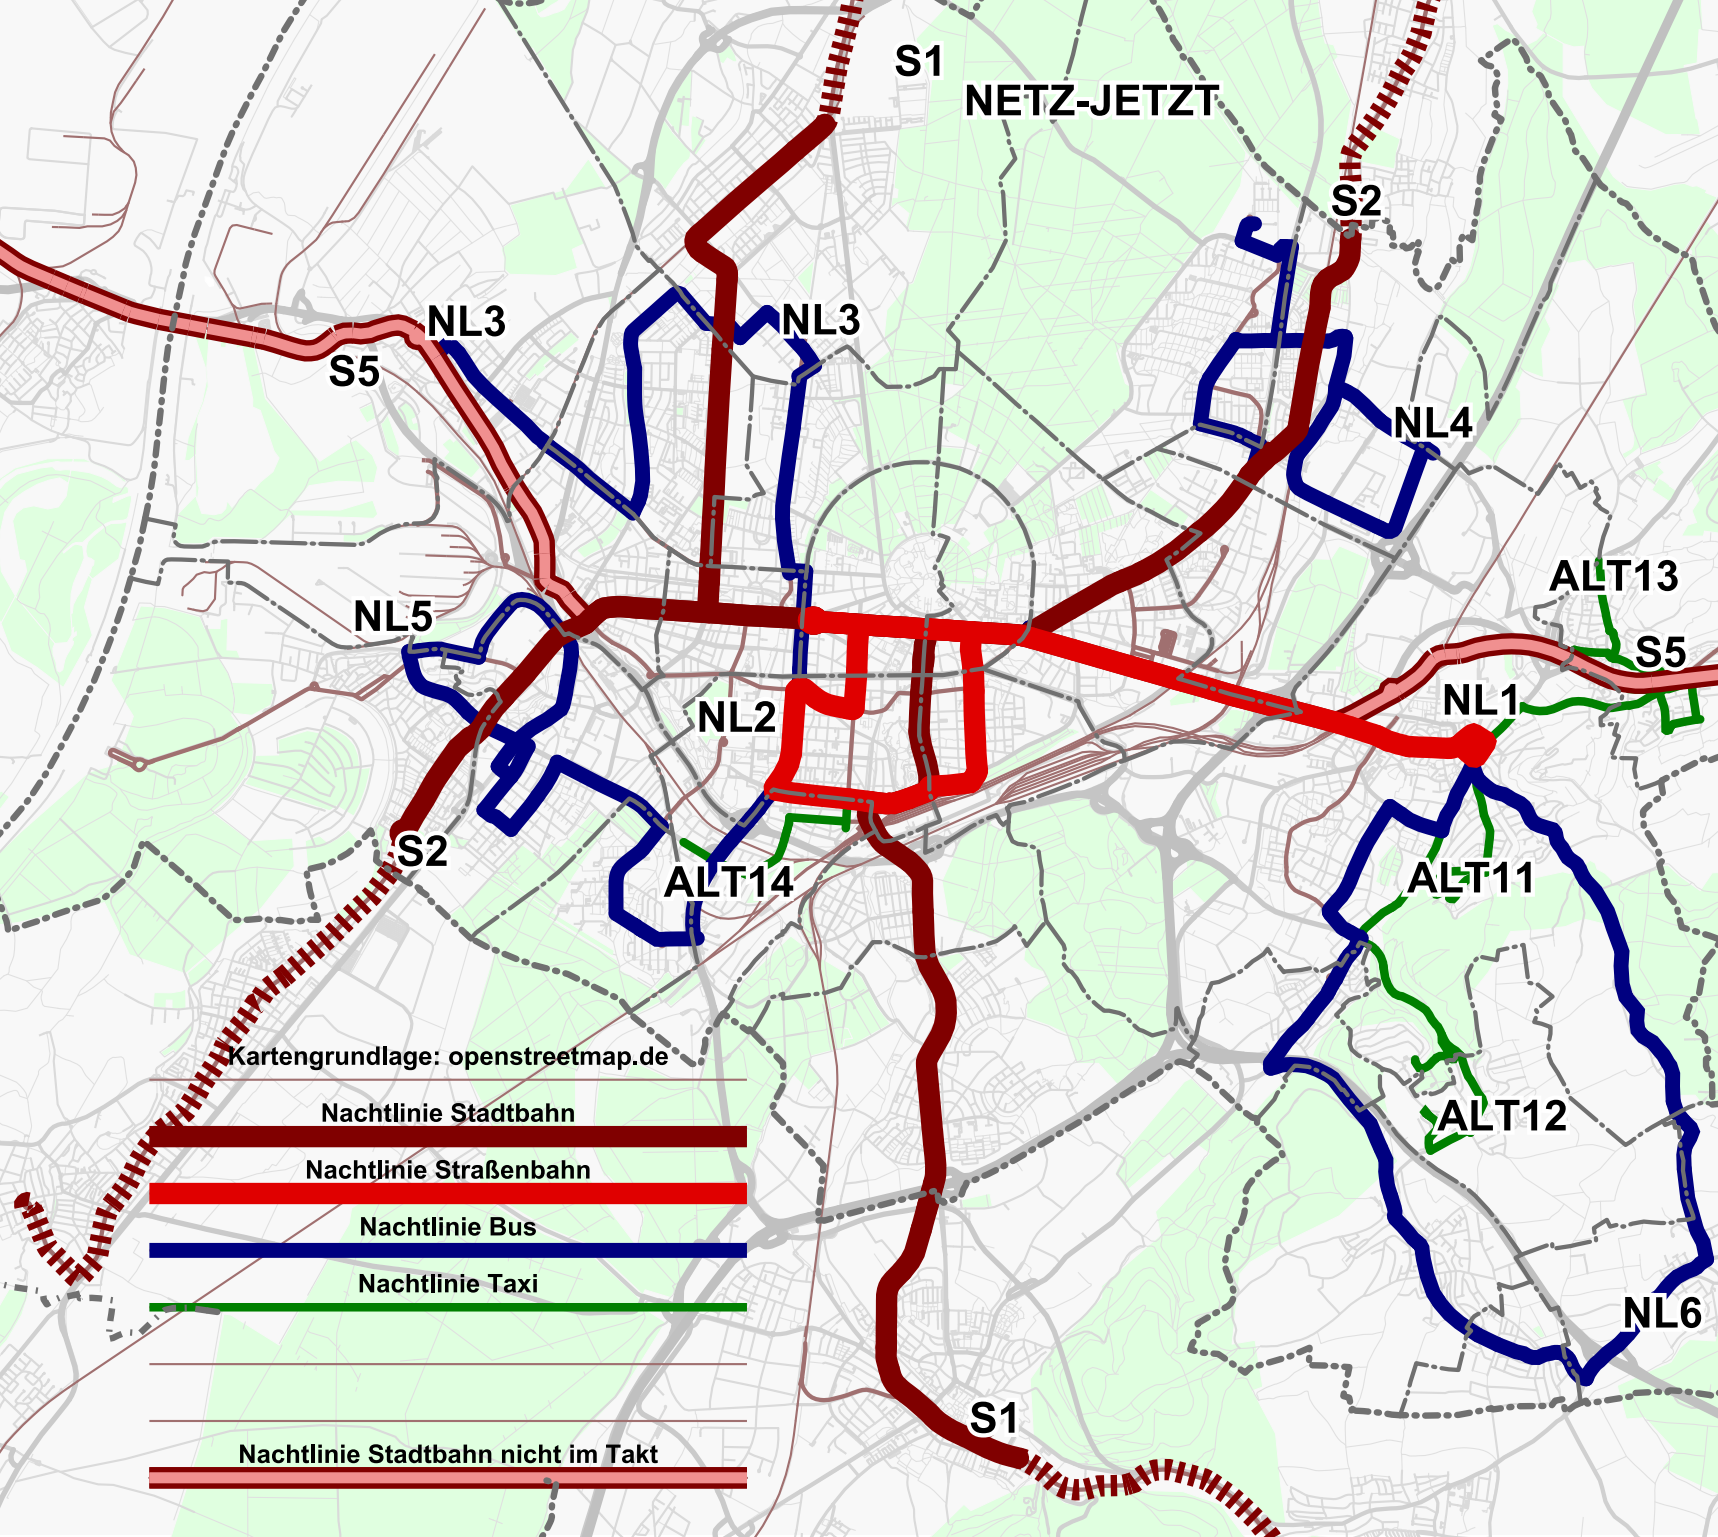 S1
NETZ-JETZT
S2
NL3
NL3
S5
NL4
ALT13
NL5
S5
NL1
NL2
S2
ALT14
ALT11
Kartengrundlage: openstreetmap.de
Nachtlinie Stadtbahn
ALT12
Nachtlinie Straßenbahn
Nachtlinie Bus
Nachtlinie Taxi
NL6
S1
Nachtlinie Stadtbahn nicht im Takt